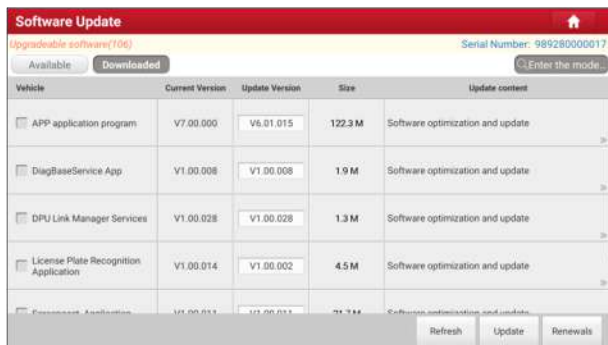 Software Update
Upgradeable software(106)
Serial Number: 989280000017
Available
Downloaded
Enter the mode...
Vehicle Current Version Update Version Size Update content
APP application program V7.00.000 V6.01.015 122.3 M Software optimization and update
DiagBaseService App V1.00.008 V1.00.008 1.9 M Software optimization and update
DPU Link Manager Services V1.00.028 V1.00.028 1.3 M Software optimization and update
License Plate Recognition
Application V1.00.014 V1.00.002 4.5 M Software optimization and update
Refresh Update Renewals